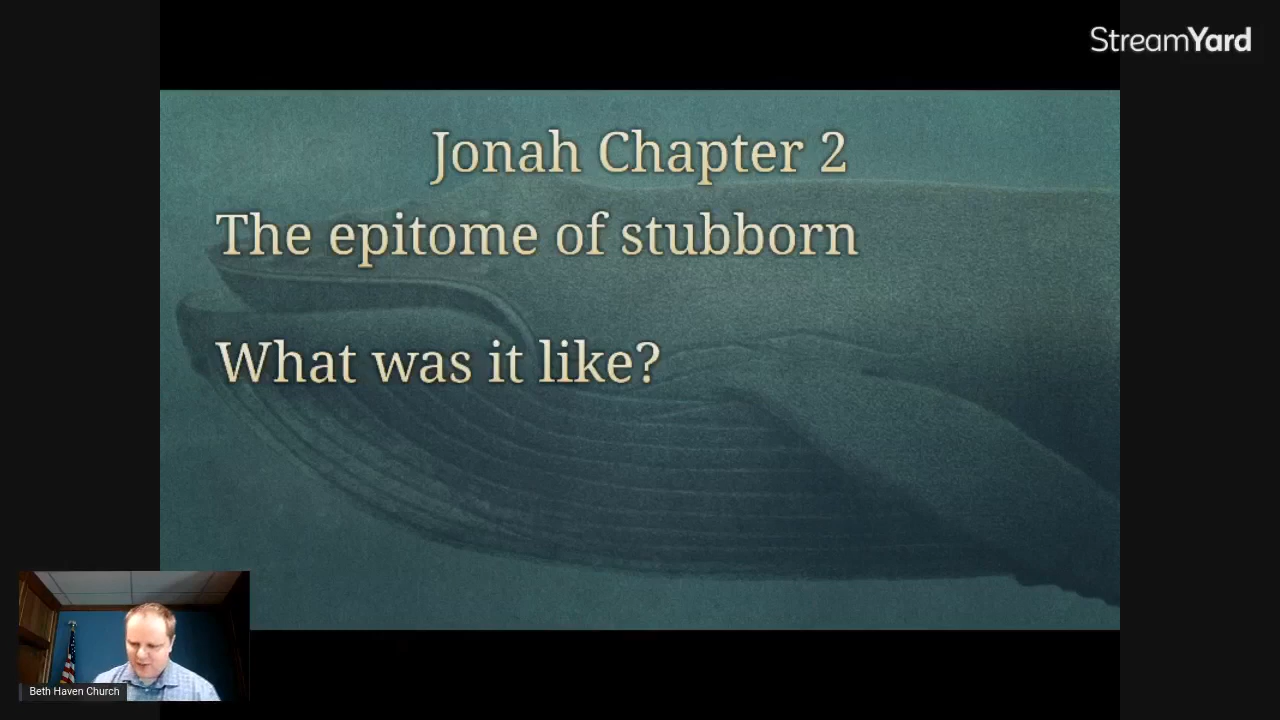 StreamYard
Jonah Chapter 2
The epitome of stubborn
What was it like?
Beth Haven Church